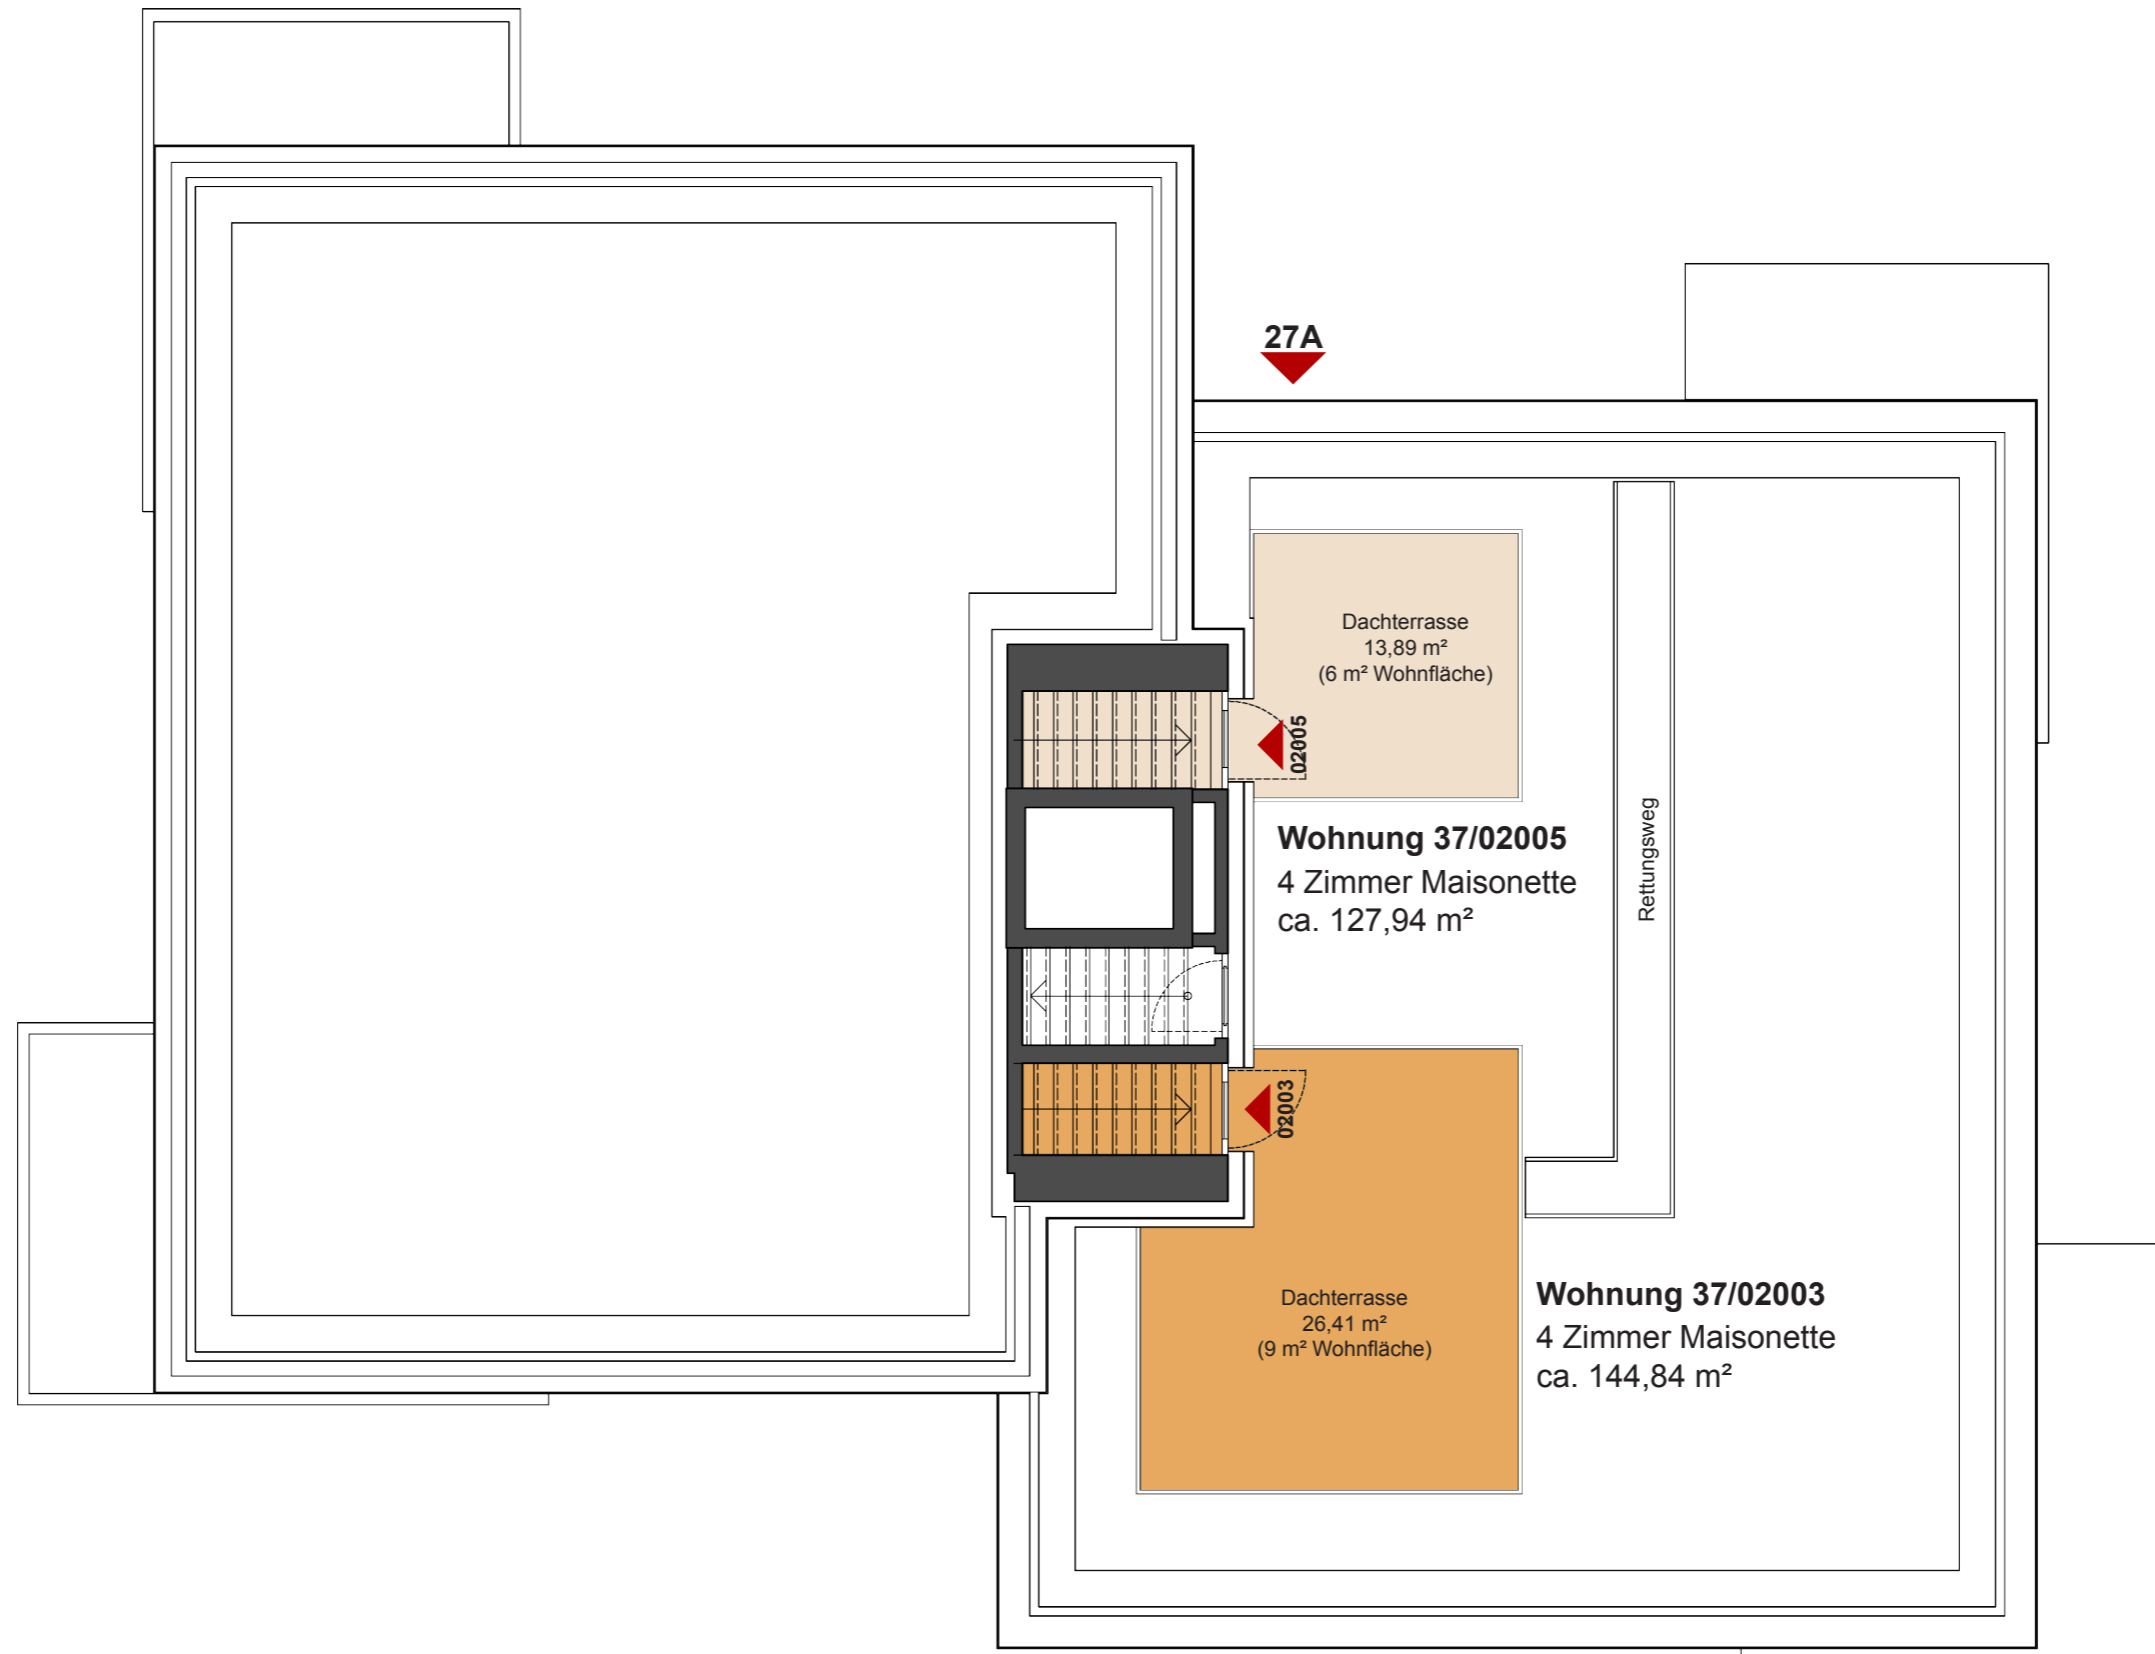 27A
Dachterrasse
13,89 m²
(6 m² Wohnfläche)
02005
Wohnung 37/02005
4 Zimmer Maisonette
ca. 127,94 m²
Rettungsweg
02003
Dachterrasse
26,41 m²
(9 m² Wohnfläche)
Wohnung 37/02003
4 Zimmer Maisonette
ca. 144,84 m²